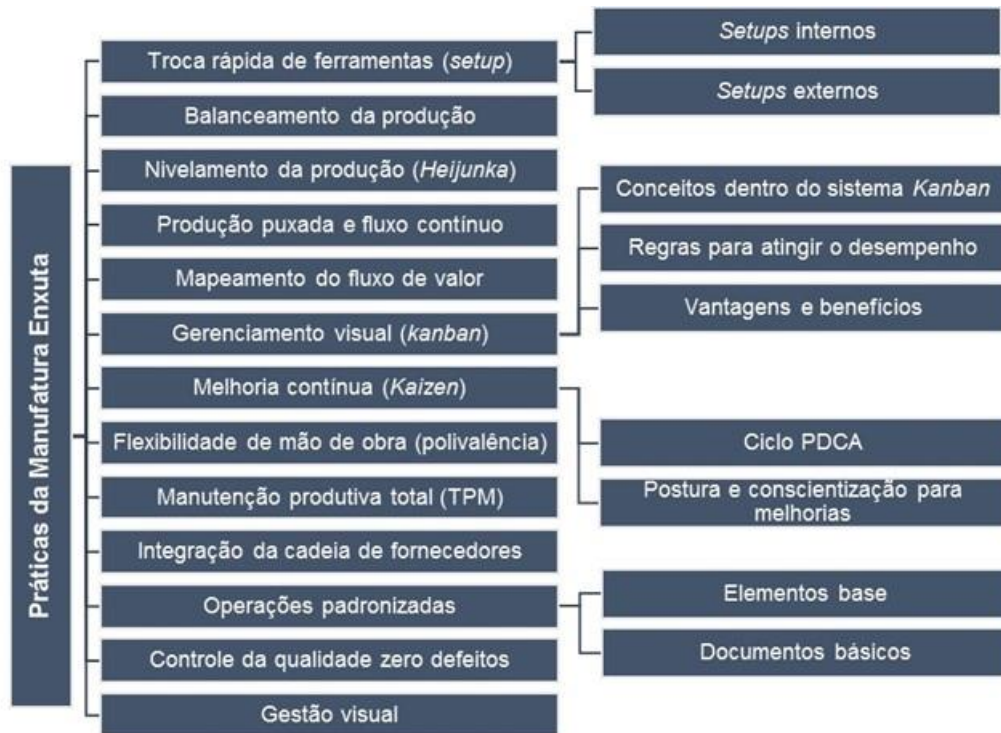 Práticas da Manufatura Enxuta
Troca rápida de ferramentas (setup)
Setups internos
Setups externos
Balanceamento da produção
Nivelamento da produção (Heijunka)
Produção puxada e fluxo contínuo
Mapeamento do fluxo de valor
Gerenciamento visual (kanban)
Conceitos dentro do sistema Kanban
Regras para atingir o desempenho
Vantagens e benefícios
Melhoria contínua (Kaizen)
Ciclo PDCA
Postura e conscientização para
melhorias
Flexibilidade de mão de obra (polivalência)
Manutenção produtiva total (TPM)
Integração da cadeia de fornecedores
Operações padronizadas
Elementos base
Documentos básicos
Controle da qualidade zero defeitos
Gestão visual